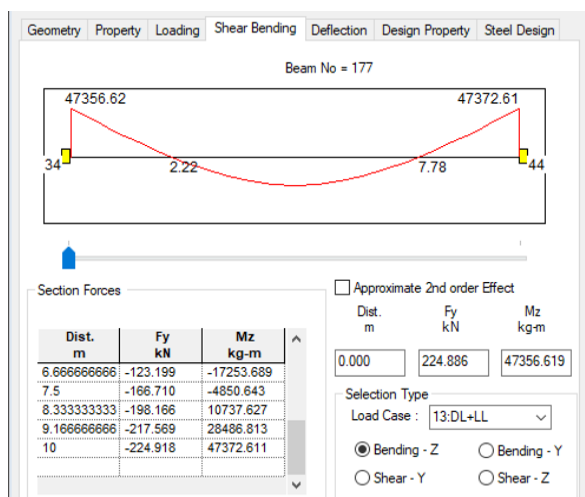 Geometry Property Loading Shear Bending Deflection Design Property Steel Design
Beam No = 177
47356.62 47372.61
34 2.22 7.78 44
Section Forces
Dist. Fy Mz
m kN kg-m
6.666666666 -123.199 -17253.689
7.5 -166.710 -4850.643
8.333333333 -198.166 10737.627
9.166666666 -217.569 28486.813
10 -224.918 47372.611
Approximate 2nd order Effect
Dist. Fy Mz
m kN kg-m
0.000 224.886 47356.619
Selection Type
Load Case : 13:DL+LL
Bending - Z Bending - Y
Shear - Y Shear - Z